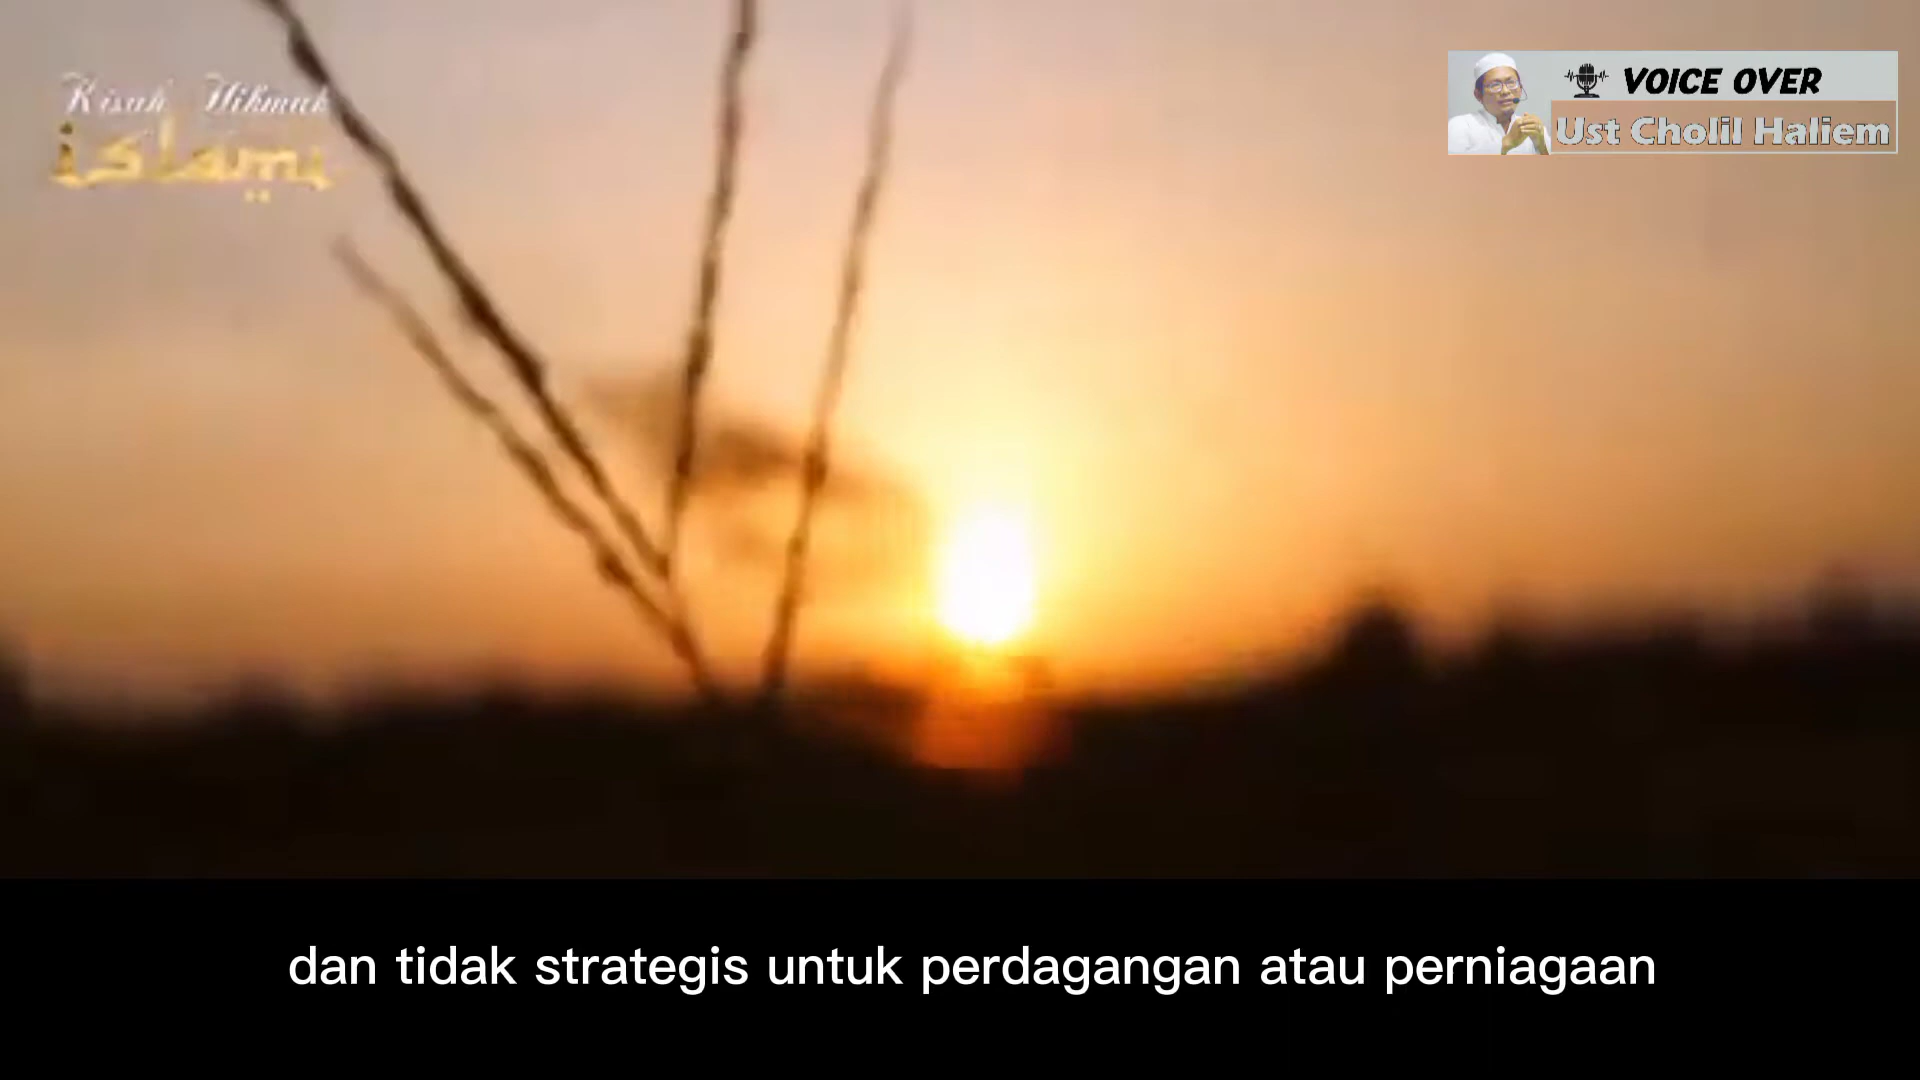 Kisah Hikmah
islami
VOICE OVER
Ust Cholil Haliem
dan tidak strategis untuk perdagangan atau perniagaan